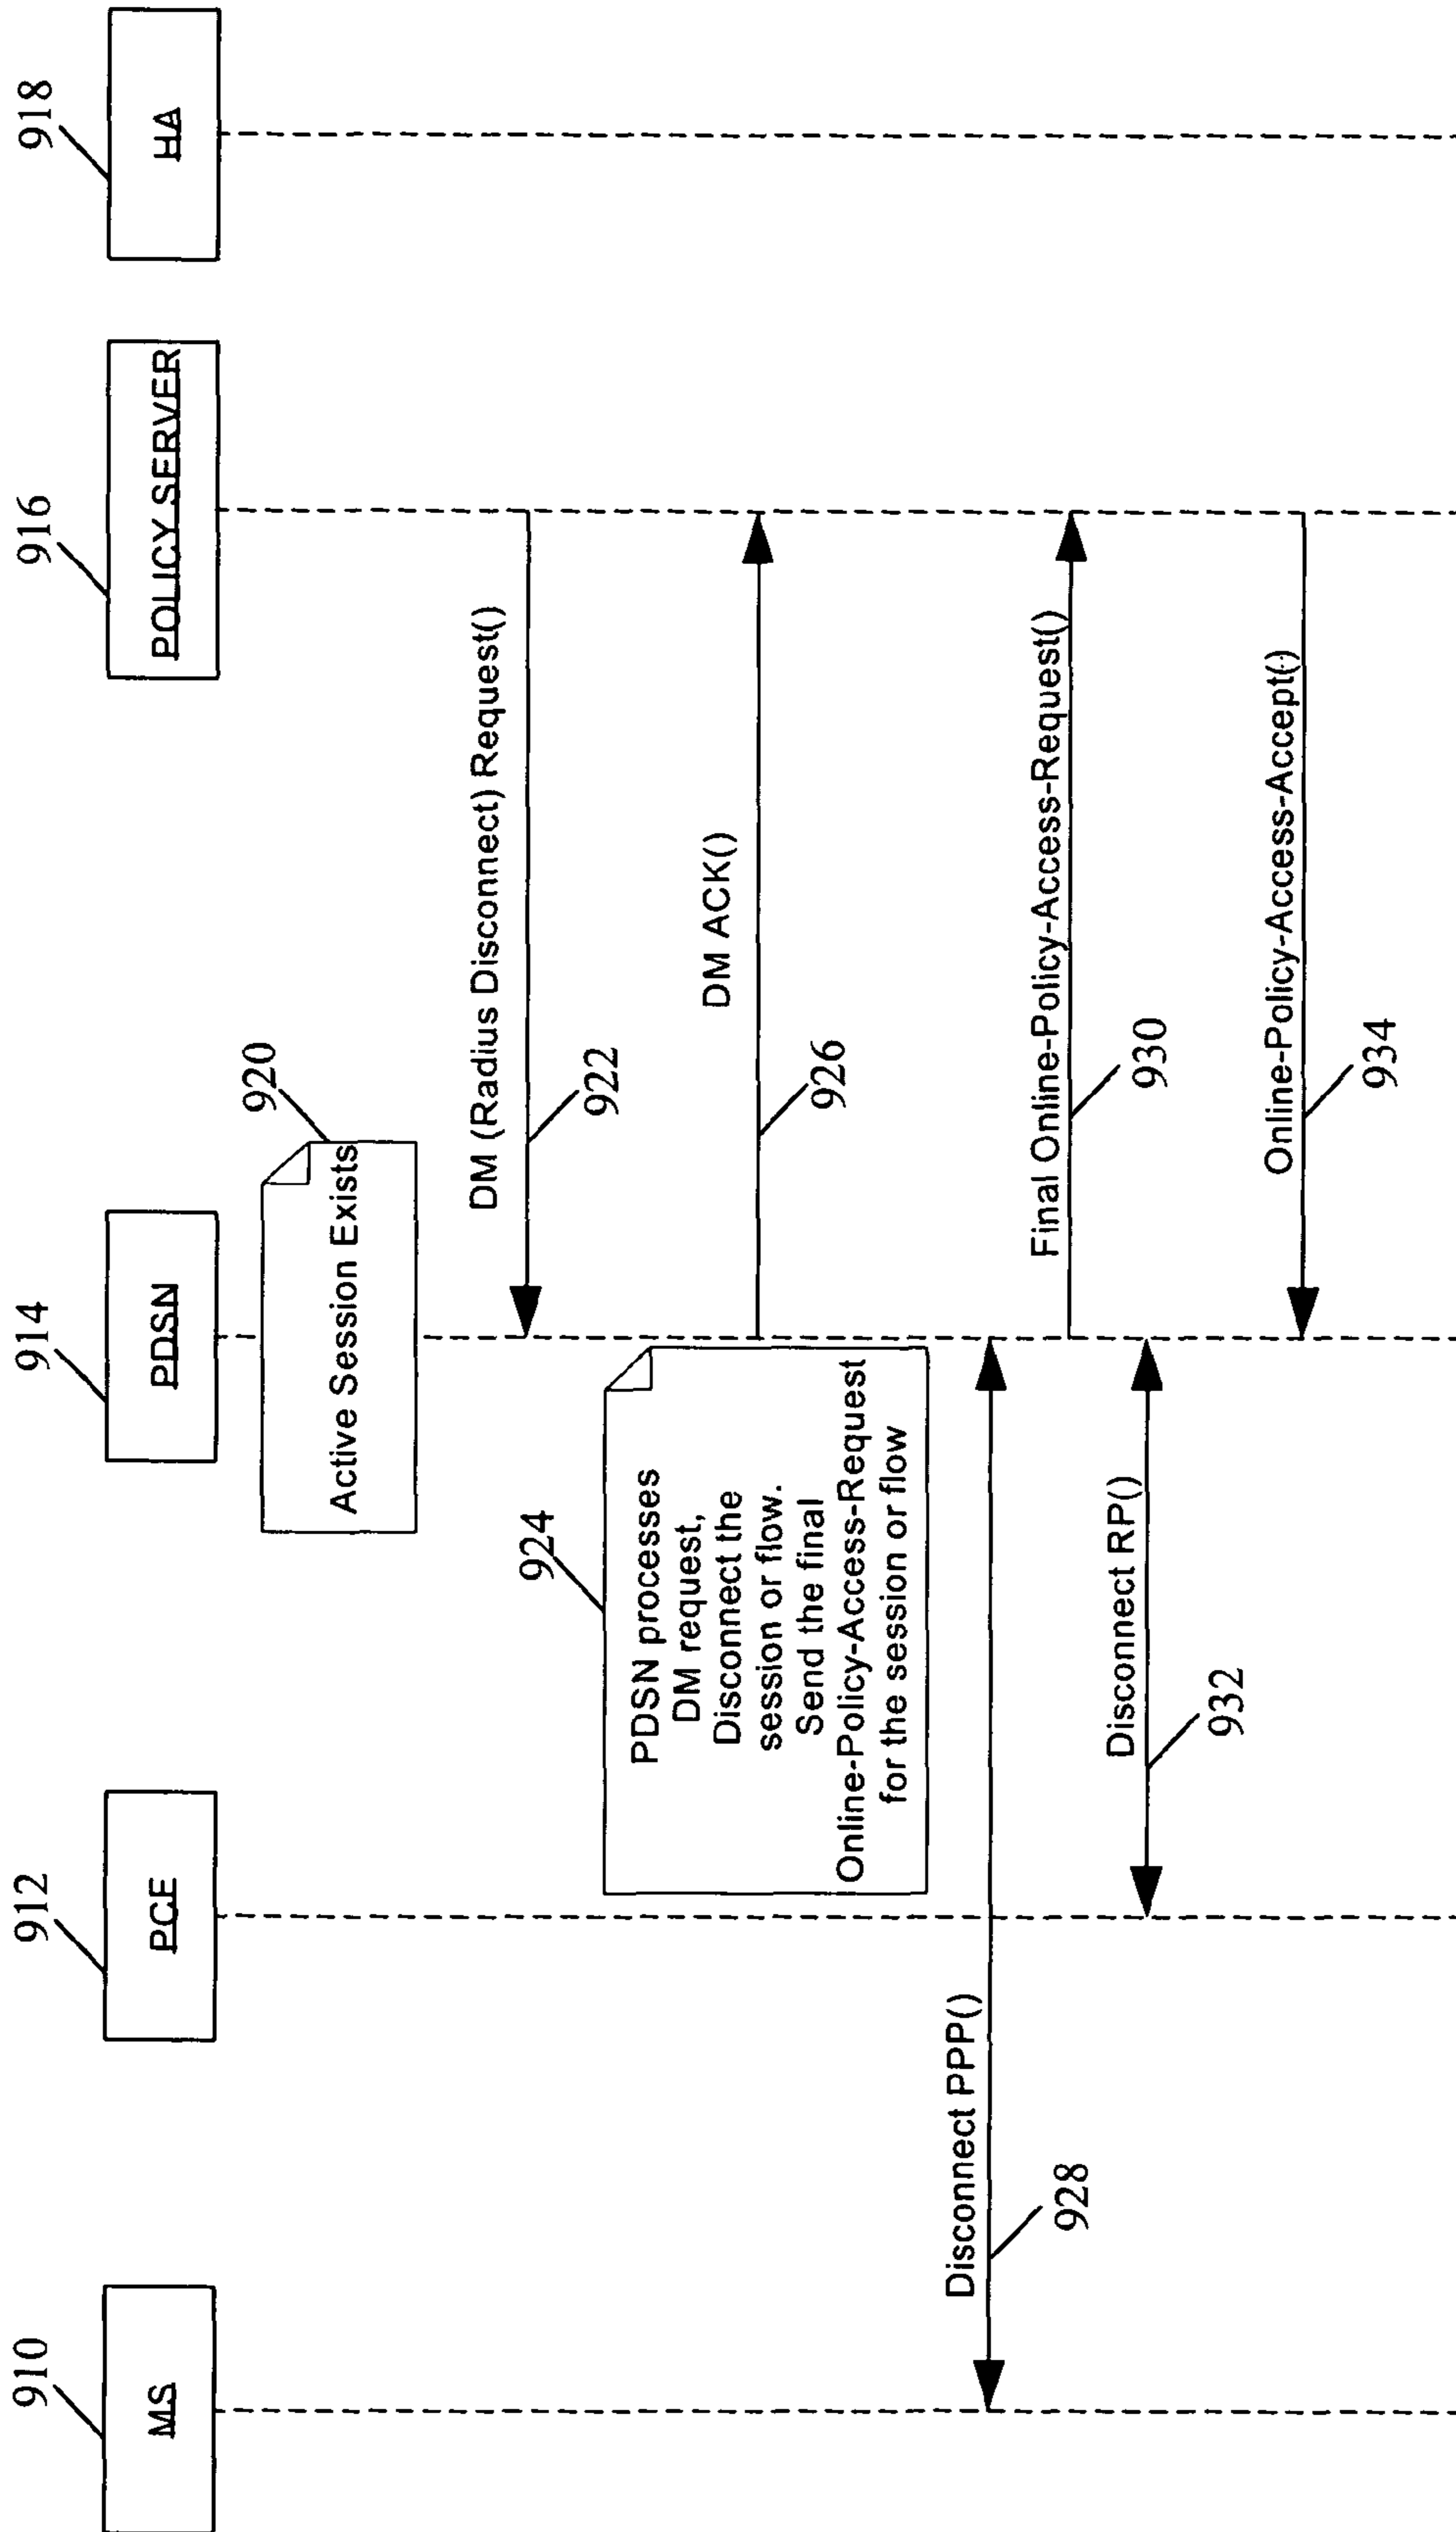 910
912
914
916
918
MS
PCF
PDSN
POLICY SERVER
HA
920
Active Session Exists
DM (Radius Disconnect) Request()
922
924
PDSN processes
DM request,
Disconnect the
session or flow.
Send the final
Online-Policy-Access-Request
for the session or flow
DM ACK()
926
Disconnect PPP()
928
Final Online-Policy-Access-Request()
930
Disconnect RP()
932
Online-Policy-Access-Accept()
934